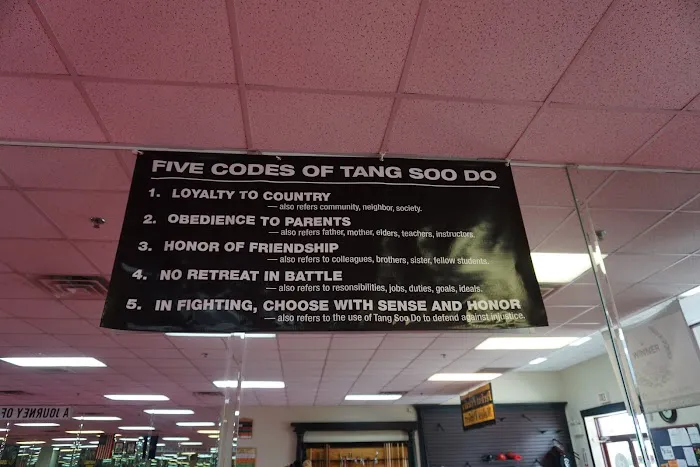 FIVE CODES OF TANG SOO DO
1. LOYALTY TO COUNTRY
— also refers community, neighbor, society.
2. OBEDIENCE TO PARENTS
— also refers father, mother, elders, teachers, instructors.
3. HONOR OF FRIENDSHIP
— also refers to colleagues, brothers, sister, fellow students.
4. NO RETREAT IN BATTLE
— also refers to resonsibilities, jobs, duties, goals, ideals.
5. IN FIGHTING, CHOOSE WITH SENSE AND HONOR
— also refers to the use of Tang Soo Do to defend against injustice.
WINNER
A JOURNEY OF